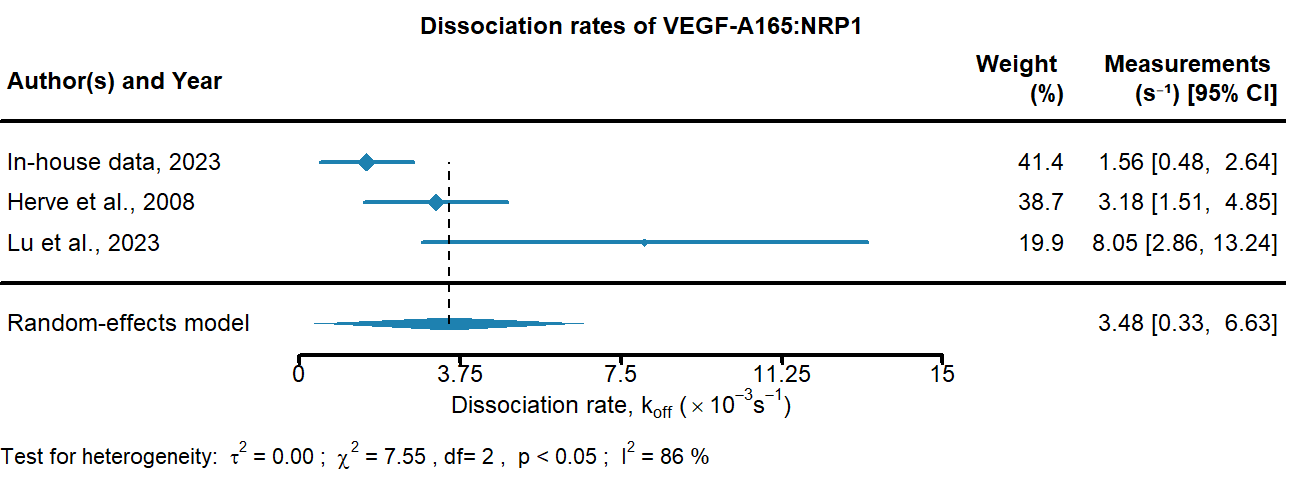 Dissociation rates of VEGF-A165:NRP1
Author(s) and Year Weight (%) Measurements (s⁻¹) [95% CI]
In-house data, 2023 41.4 1.56 [0.48, 2.64]
Herve et al., 2008 38.7 3.18 [1.51, 4.85]
Lu et al., 2023 19.9 8.05 [2.86, 13.24]
Random-effects model 3.48 [0.33, 6.63]
0 3.75 7.5 11.25 15
Dissociation rate, k_off (× 10⁻³s⁻¹)
Test for heterogeneity: τ² = 0.00 ; χ² = 7.55 , df= 2 , p < 0.05 ; I² = 86 %